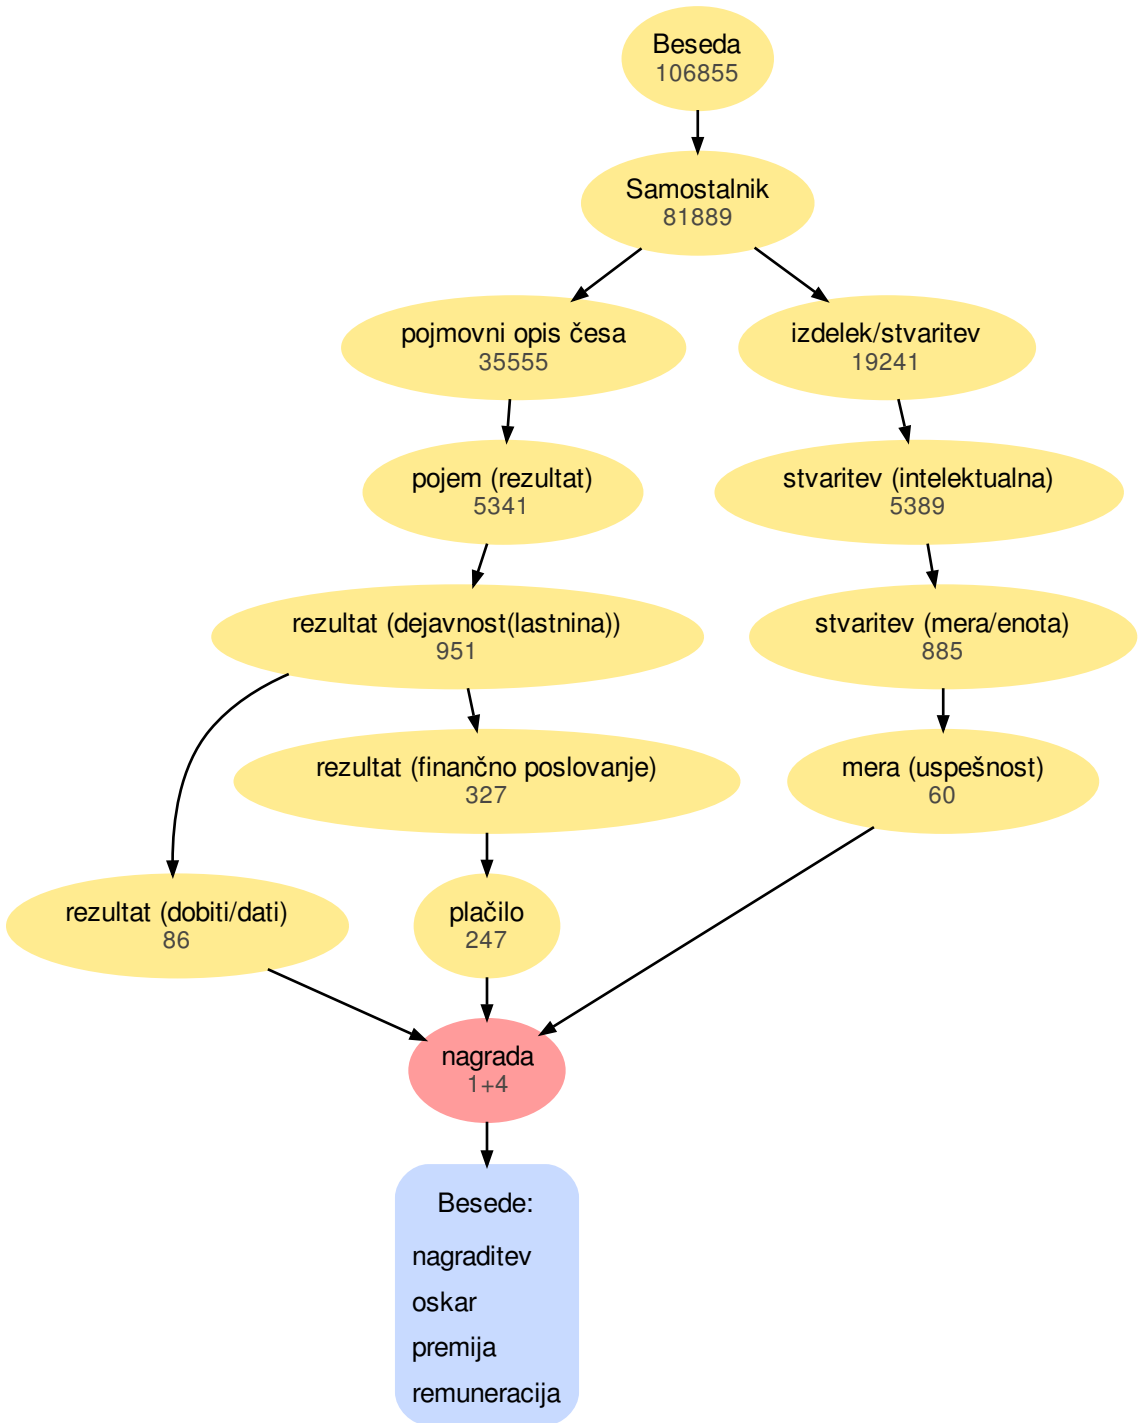 Beseda
106855
Samostalnik
81889
pojmovni opis česa
35555
izdelek/stvaritev
19241
pojem (rezultat)
5341
stvaritev (intelektualna)
5389
rezultat (dejavnost(lastnina))
951
stvaritev (mera/enota)
885
rezultat (finančno poslovanje)
327
mera (uspešnost)
60
rezultat (dobiti/dati)
86
plačilo
247
nagrada
1+4
Besede:
nagraditev
oskar
premija
remuneracija